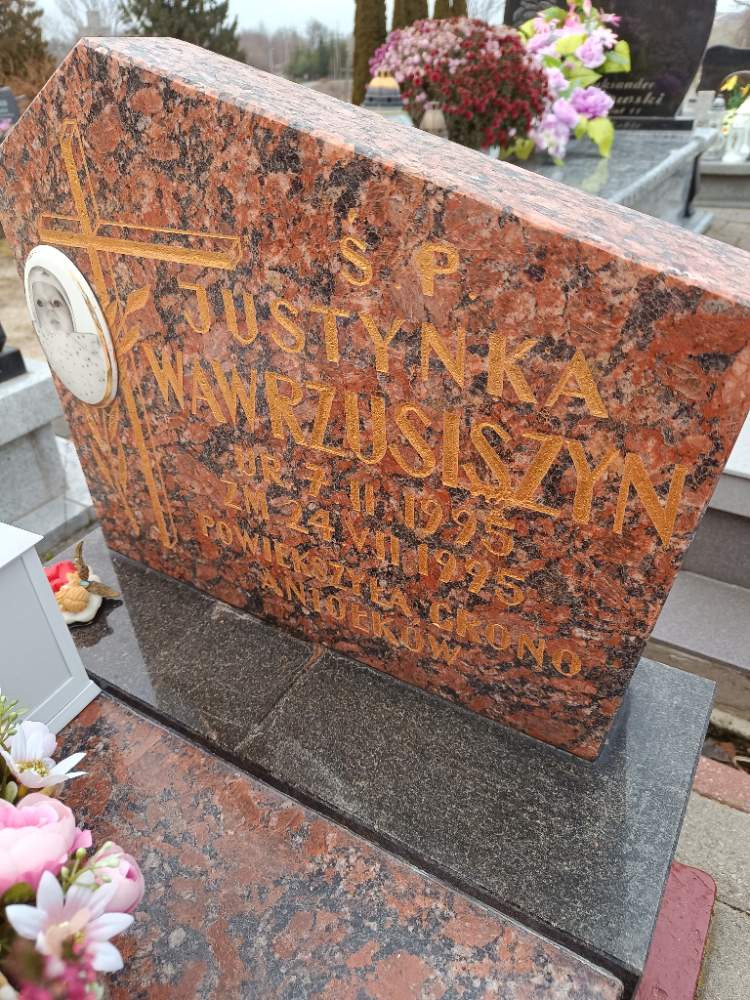 Ś. P.
JUSTYNKA
WAWRZUSISZYN
UR. 7. II. 1995
ZM. 24. VII. 1995
POWIĘKSZYŁA GRONO
ANIOŁKÓW